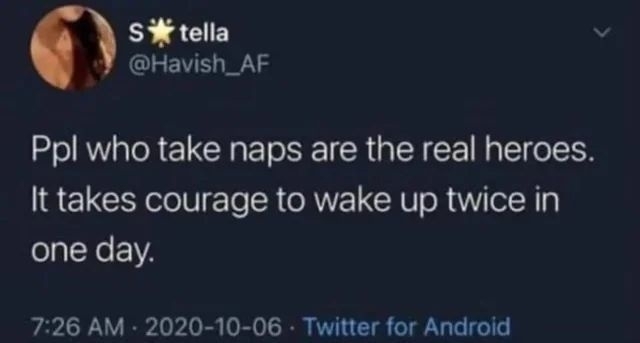 S🌟tella
@Havish_AF
Ppl who take naps are the real heroes.
It takes courage to wake up twice in
one day.
7:26 AM · 2020-10-06 · Twitter for Android